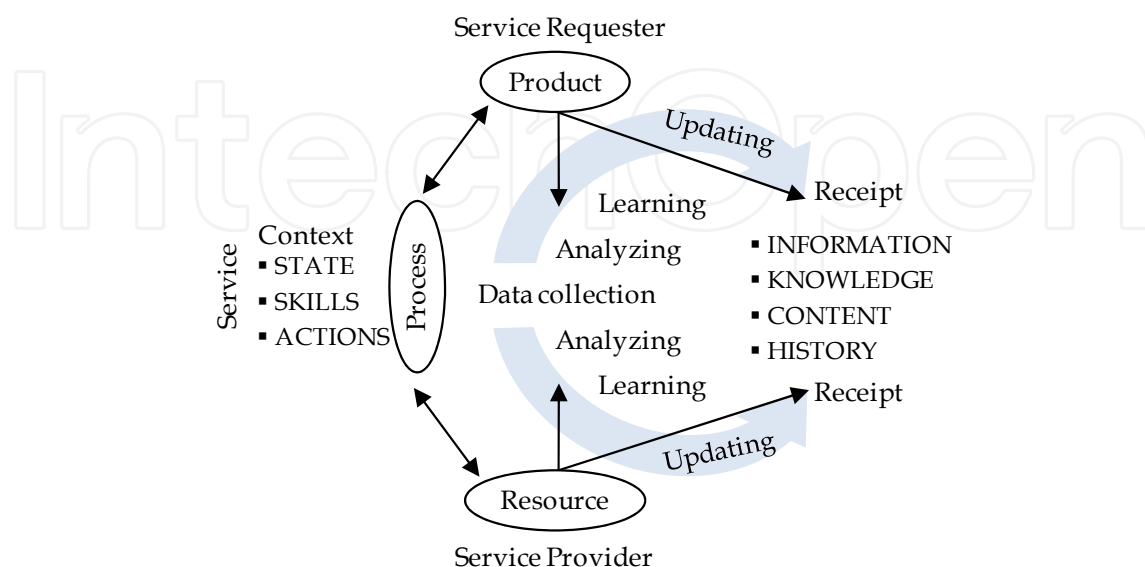 Service Requester
Product
Updating
Receipt
Learning
Analyzing
Data collection
Analyzing
Learning
Service
Context
▪ STATE
▪ SKILLS
▪ ACTIONS
Process
▪ INFORMATION
▪ KNOWLEDGE
▪ CONTENT
▪ HISTORY
Receipt
Updating
Resource
Service Provider
IntechOpen